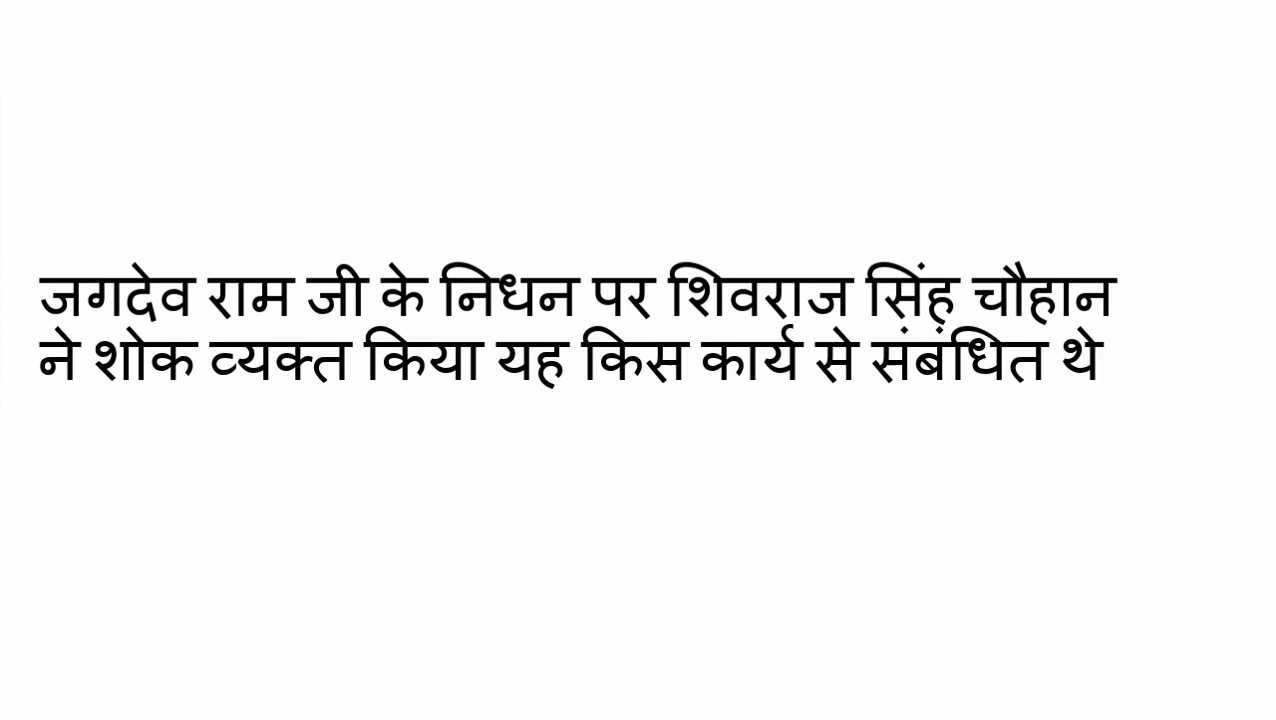 जगदेव राम जी के निधन पर शिवराज सिंह चौहान
ने शोक व्यक्त किया यह किस कार्य से संबंधित थे